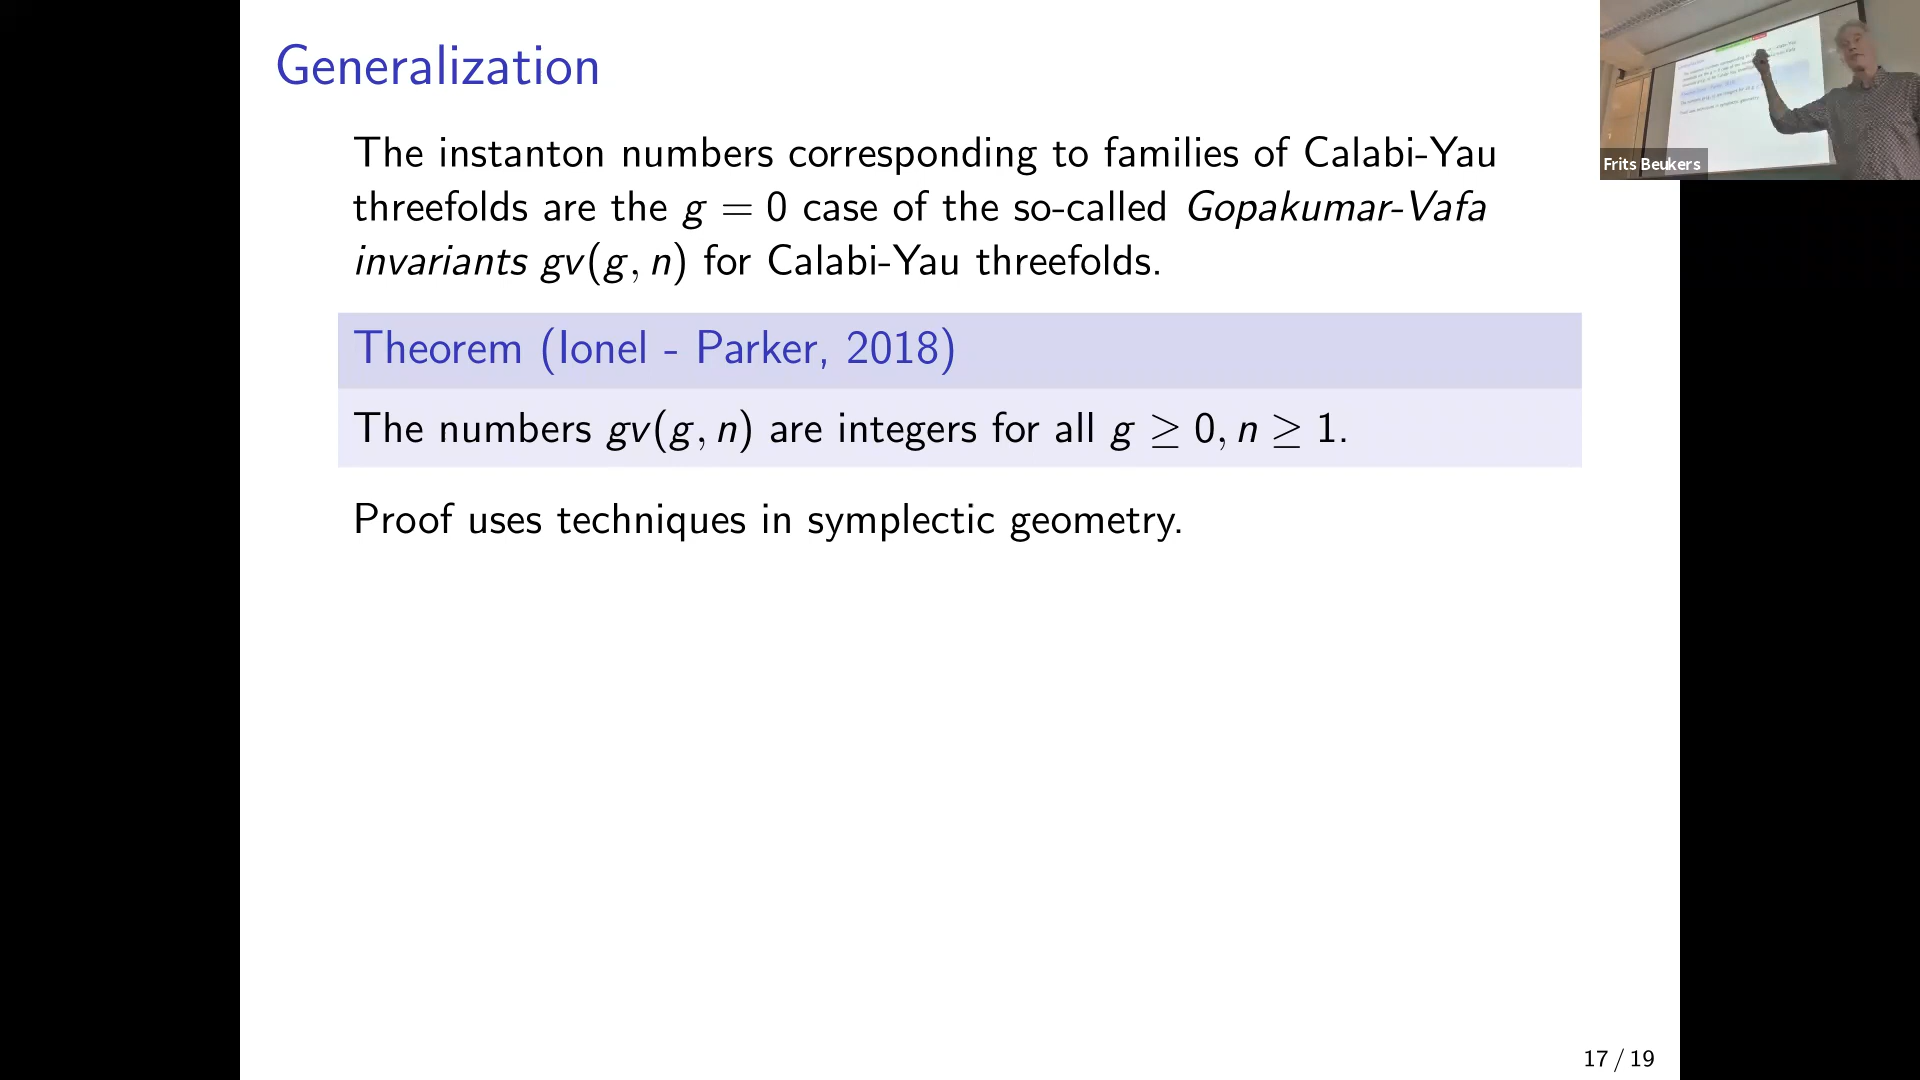 Generalization
The instanton numbers corresponding to families of Calabi-Yau
threefolds are the g = 0 case of the so-called Gopakumar-Vafa
invariants gv(g, n) for Calabi-Yau threefolds.
Theorem (Ionel - Parker, 2018)
The numbers gv(g, n) are integers for all g ≥ 0, n ≥ 1.
Proof uses techniques in symplectic geometry.
17 / 19
Frits Beukers